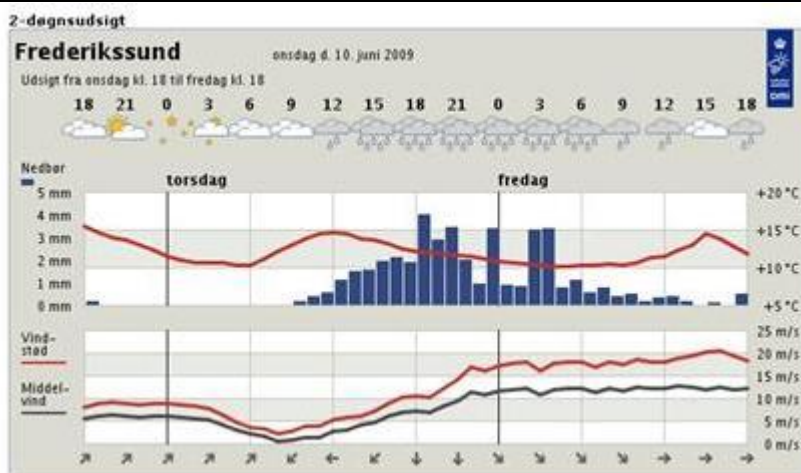 2-døgnsudsigt
Frederikssund onsdag d. 10. juni 2009
Udsigt fra onsdag kl. 18 til fredag kl. 18
18 21 0 3 6 9 12 15 18 21 0 3 6 9 12 15 18
DMI
Nedbør
torsdag fredag
5 mm +20°C
4 mm
3 mm +15°C
2 mm +10°C
1 mm
0 mm +5°C
25 m/s
Vind-
stød
20 m/s
15 m/s
Middel-
vind
10 m/s
5 m/s
0 m/s